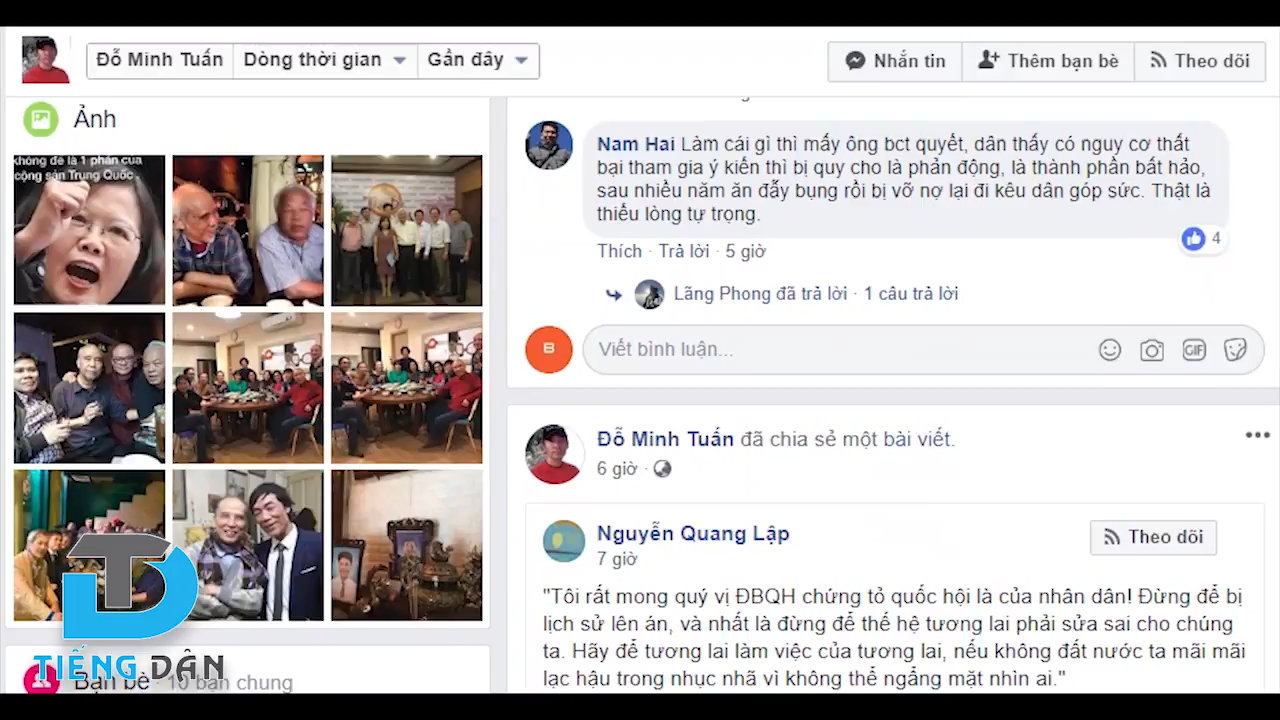 Đỗ Minh Tuấn
Dòng thời gian
Gần đây
Nhắn tin
Thêm bạn bè
Theo dõi
Ảnh
không để là 1 phần của
cộng sản Trung Quốc
Nam Hai Làm cái gì thì mấy ông bct quyết, dân thấy có nguy cơ thất
bại tham gia ý kiến thì bị quy cho là phản động, là thành phần bất hảo,
sau nhiều năm ăn đẫy bụng rồi bị vỡ nợ lại đi kêu dân góp sức. Thật là
thiếu lòng tự trọng.
4
Thích · Trả lời · 5 giờ
Lãng Phong đã trả lời · 1 câu trả lời
B
Viết bình luận...
GIF
Đỗ Minh Tuấn đã chia sẻ một bài viết.
6 giờ ·
Nguyễn Quang Lập
7 giờ
Theo dõi
"Tôi rất mong quý vị ĐBQH chứng tỏ quốc hội là của nhân dân! Đừng để bị
lịch sử lên án, và nhất là đừng để thế hệ tương lai phải sửa sai cho chúng
ta. Hãy để tương lai làm việc của tương lai, nếu không đất nước ta mãi mãi
lạc hậu trong nhục nhã vì không thể ngẩng mặt nhìn ai."
TIẾNG DÂN
Bạn bè · 10 bạn chung